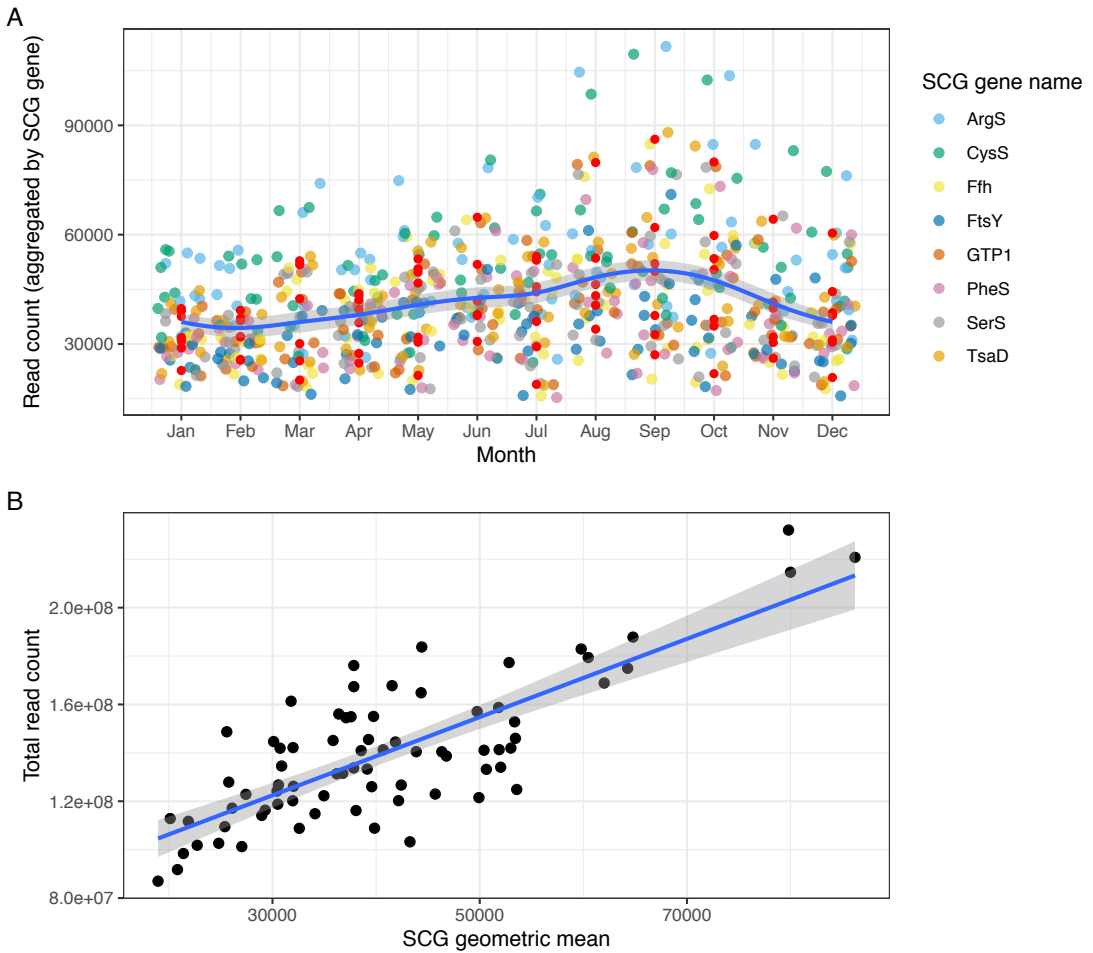 A
Read count (aggregated by SCG gene)
90000
60000
30000
Jan Feb Mar Apr May Jun Jul Aug Sep Oct Nov Dec
Month
SCG gene name
ArgS
CysS
Ffh
FtsY
GTP1
PheS
SerS
TsaD
B
Total read count
2.0e+08
1.6e+08
1.2e+08
8.0e+07
30000 50000 70000
SCG geometric mean